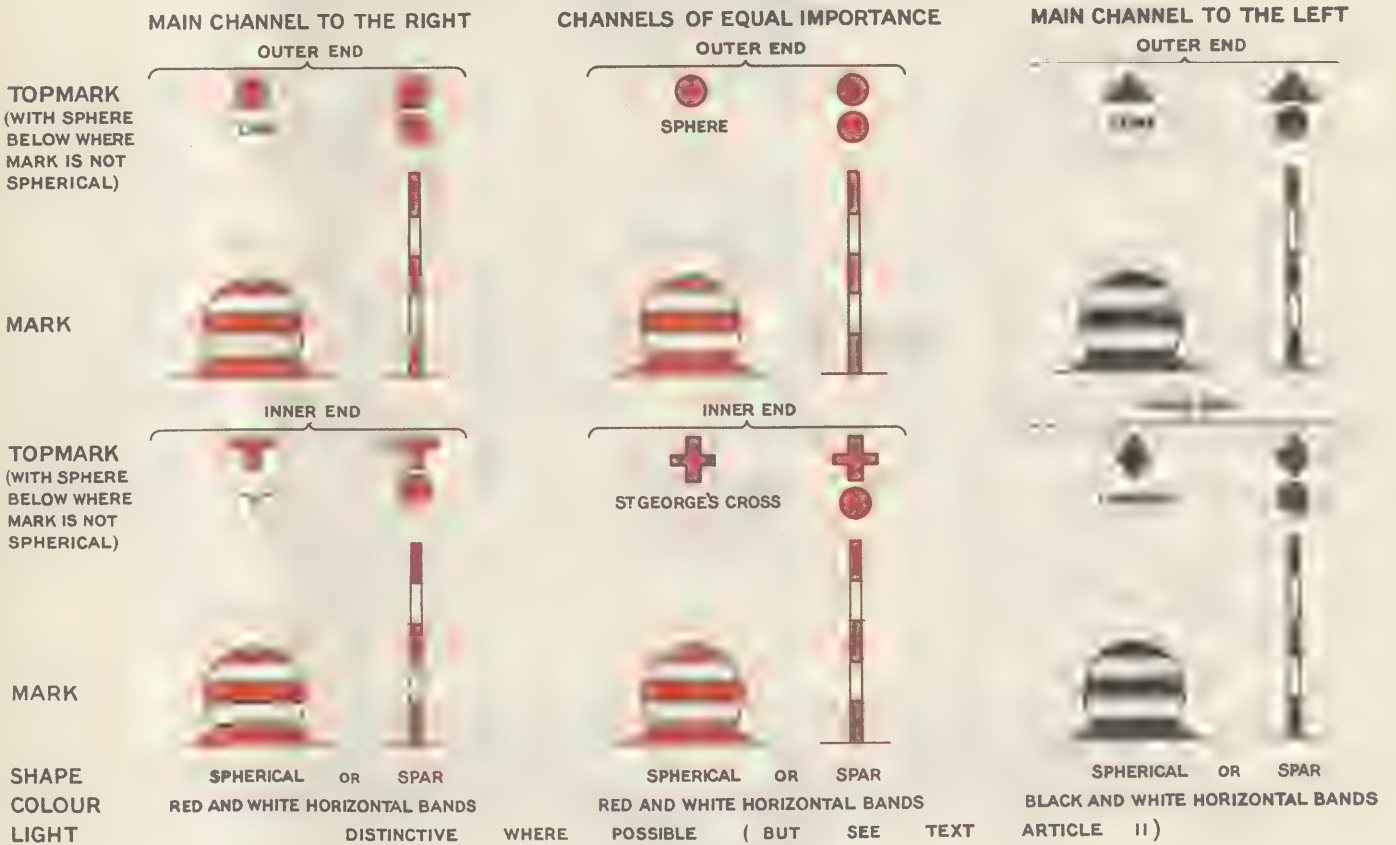 MAIN CHANNEL TO THE RIGHT
CHANNELS OF EQUAL IMPORTANCE
MAIN CHANNEL TO THE LEFT
OUTER END
OUTER END
OUTER END
TOPMARK
(WITH SPHERE
BELOW WHERE
MARK IS NOT
SPHERICAL)
SPHERE
MARK
INNER END
INNER END
TOPMARK
(WITH SPHERE
BELOW WHERE
MARK IS NOT
SPHERICAL)
ST GEORGE'S CROSS
MARK
SHAPE
SPHERICAL OR SPAR
SPHERICAL OR SPAR
SPHERICAL OR SPAR
COLOUR
RED AND WHITE HORIZONTAL BANDS
RED AND WHITE HORIZONTAL BANDS
BLACK AND WHITE HORIZONTAL BANDS
LIGHT
DISTINCTIVE WHERE POSSIBLE (BUT SEE TEXT ARTICLE 11)